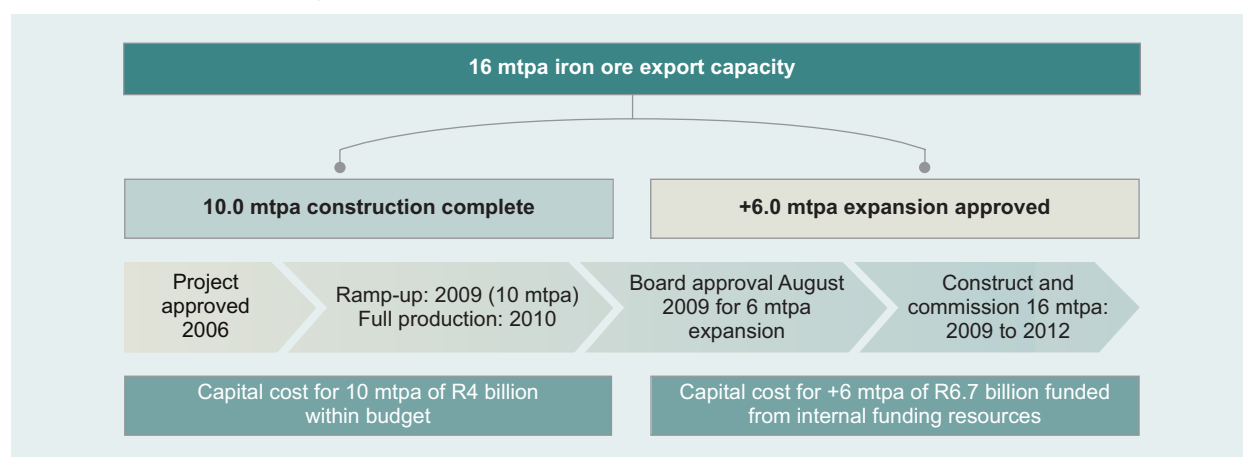 16 mtpa iron ore export capacity
10.0 mtpa construction complete
+6.0 mtpa expansion approved
Project
approved
2006
Ramp-up: 2009 (10 mtpa)
Full production: 2010
Board approval August
2009 for 6 mtpa
expansion
Construct and
commission 16 mtpa:
2009 to 2012
Capital cost for 10 mtpa of R4 billion
within budget
Capital cost for +6 mtpa of R6.7 billion funded
from internal funding resources